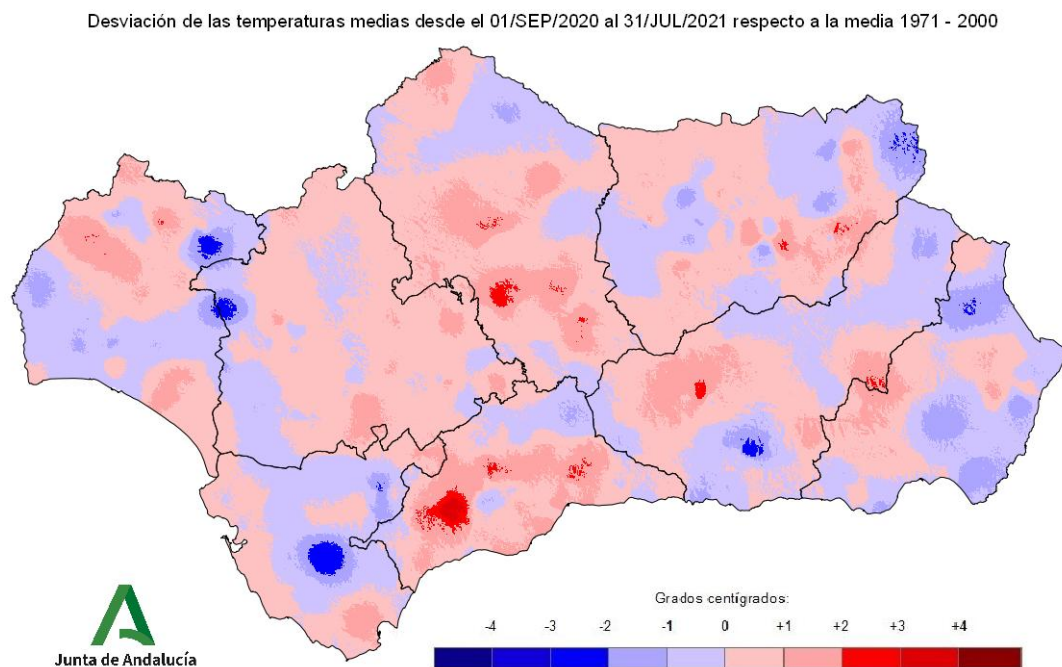 Desviación de las temperaturas medias desde el 01/SEP/2020 al 31/JUL/2021 respecto a la media 1971 - 2000
Grados centígrados:
-4 -3 -2 -1 0 +1 +2 +3 +4
Junta de Andalucía